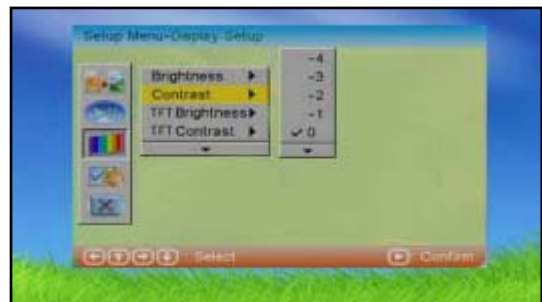 Setup Menu-Display Setup
Brightness
Contrast
TFT Brightness
TFT Contrast
-4
-3
-2
-1
0
: Select
: Confirm